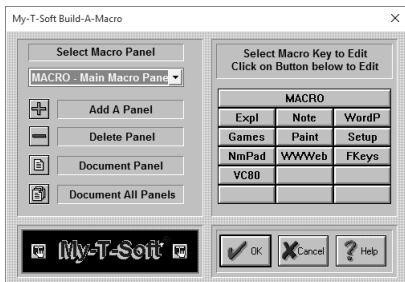 My-T-Soft Build-A-Macro
Select Macro Panel
MACRO - Main Macro Pane
Add A Panel
Delete Panel
Document Panel
Document All Panels
My-T-Soft
Select Macro Key to Edit
Click on Button below to Edit
MACRO
Expl Note WordP
Games Paint Setup
NmPad WWWeb FKeys
VC80
OK Cancel Help